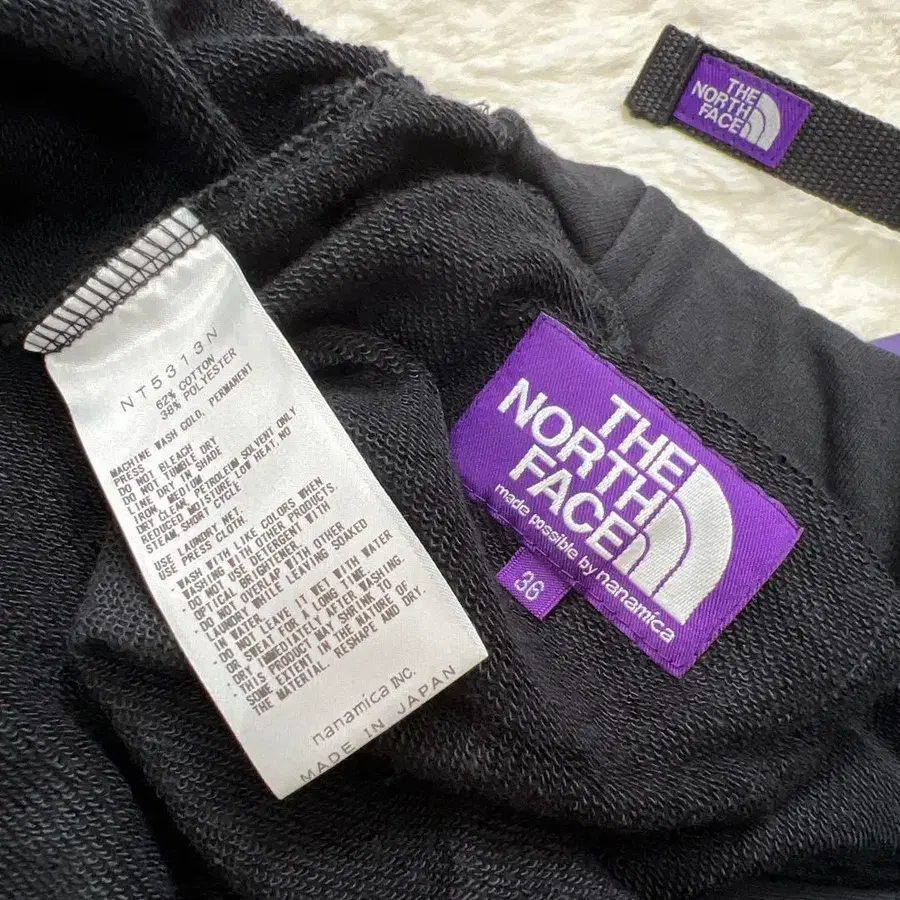 THE
NORTH
FACE
NT5313N
62% COTTON
38% POLYESTER
MACHINE WASH COLD, PERMANENT
PRESS
DO NOT BLEACH
DO NOT TUMBLE DRY
LINE DRY IN SHADE
IRON MEDIUM
DRY CLEAN, PETROLEUM SOLVENT ONLY
REDUCED MOISTURE, LOW HEAT, NO
STEAM, SHORT CYCLE
USE LAUNDRY NET.
USE PRESS CLOTH.
WASH WITH LIKE COLORS WHEN
WASHING WITH OTHER PRODUCTS.
DO NOT USE DETERGENT WITH
OPTICAL BRIGHTENERS.
DO NOT OVERLAP WITH OTHER
LAUNDRY WHILE LEAVING SOAKED
IN WATER.
DO NOT LEAVE IT WET WITH WATER
OR SWEAT FOR A LONG TIME.
DRY IMMEDIATELY AFTER WASHING.
THIS PRODUCT MAY SHRINK TO
SOME EXTENT IN THE NATURE OF
THE MATERIAL. RESHAPE AND DRY.
nanamica INC.
MADE IN JAPAN
THE
NORTH
FACE
made possible by nanamica
36